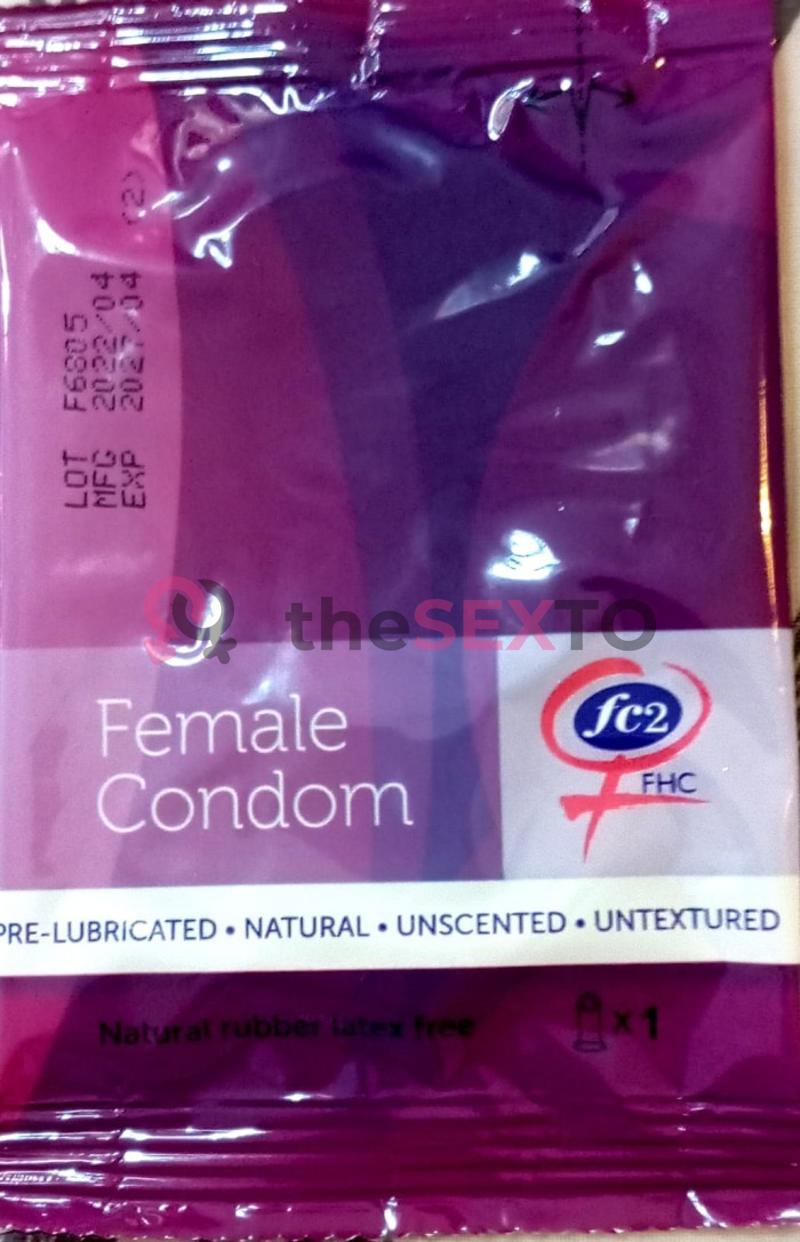 LOT F6805
MFG 2022/04
EXP 2027/04 (2)
theSEXTO
Female
Condom
fc2
FHC
PRE-LUBRICATED • NATURAL • UNSCENTED • UNTEXTURED
Natural rubber latex free
x 1